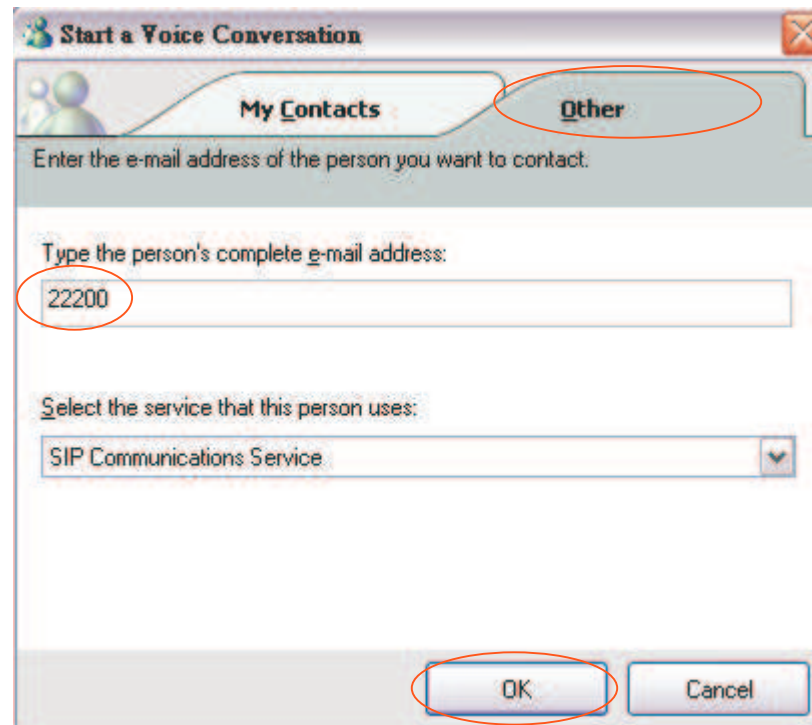 Start a Voice Conversation
My Contacts
Other
Enter the e-mail address of the person you want to contact.
Type the person's complete e-mail address:
22200
Select the service that this person uses:
SIP Communications Service
OK
Cancel